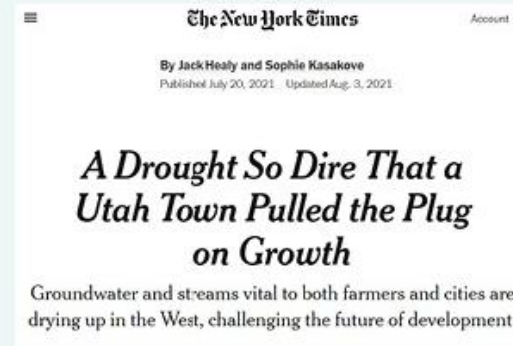 The New York Times
Account
By Jack Healy and Sophie Kasakove
Published July 20, 2021 Updated Aug. 3, 2021
A Drought So Dire That a
Utah Town Pulled the Plug
on Growth
Groundwater and streams vital to both farmers and cities are
drying up in the West, challenging the future of development